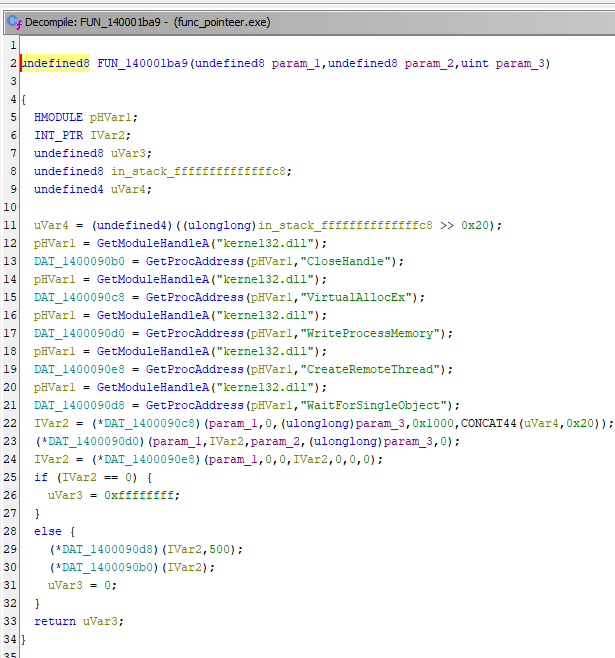 Decompile: FUN_140001ba9 - (func_pointeer.exe)
1
2 undefined8 FUN_140001ba9(undefined8 param_1,undefined8 param_2,uint param_3)
3
4 {
5 HMODULE pHVar1;
6 INT_PTR IVar2;
7 undefined8 uVar3;
8 undefined8 in_stack_ffffffffffffffc8;
9 undefined4 uVar4;
10
11 uVar4 = (undefined4)((ulonglong)in_stack_ffffffffffffffc8 >> 0x20);
12 pHVar1 = GetModuleHandleA("kernel32.dll");
13 DAT_1400090b0 = GetProcAddress(pHVar1,"CloseHandle");
14 pHVar1 = GetModuleHandleA("kernel32.dll");
15 DAT_1400090c8 = GetProcAddress(pHVar1,"VirtualAllocEx");
16 pHVar1 = GetModuleHandleA("kernel32.dll");
17 DAT_1400090d0 = GetProcAddress(pHVar1,"WriteProcessMemory");
18 pHVar1 = GetModuleHandleA("kernel32.dll");
19 DAT_1400090e8 = GetProcAddress(pHVar1,"CreateRemoteThread");
20 pHVar1 = GetModuleHandleA("kernel32.dll");
21 DAT_1400090d8 = GetProcAddress(pHVar1,"WaitForSingleObject");
22 IVar2 = (*DAT_1400090c8)(param_1,0,(ulonglong)param_3,0x1000,CONCAT44(uVar4,0x20));
23 (*DAT_1400090d0)(param_1,IVar2,param_2,(ulonglong)param_3,0);
24 IVar2 = (*DAT_1400090e8)(param_1,0,0,IVar2,0,0,0);
25 if (IVar2 == 0) {
26 uVar3 = 0xffffffff;
27 }
28 else {
29 (*DAT_1400090d8)(IVar2,500);
30 (*DAT_1400090b0)(IVar2);
31 uVar3 = 0;
32 }
33 return uVar3;
34 }
35